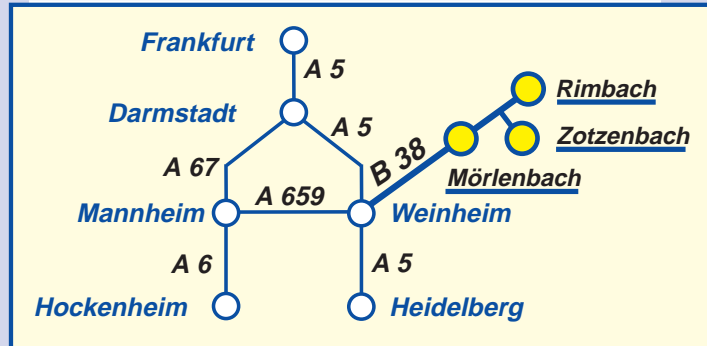 Frankfurt
A 5
Rimbach
Darmstadt
A 5
Zotzenbach
B 38
A 67
Mörlenbach
A 659
Mannheim
Weinheim
A 6
A 5
Hockenheim
Heidelberg